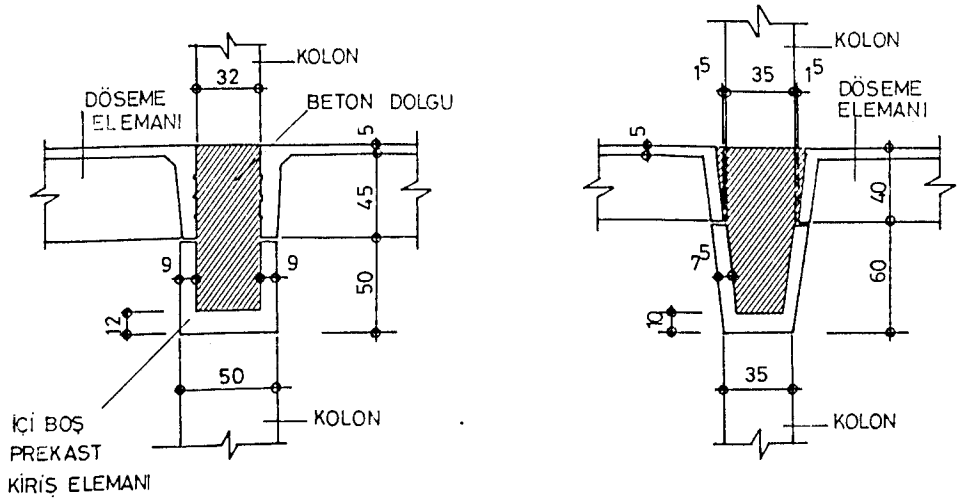 KOLON
32
DÖSEME
ELEMANI
BETON DOLGU
5
45
50
9
9
12
50
KOLON
İÇİ BOŞ
PREKAST
KİRİŞ ELEMANI
KOLON
1⁵
35
1⁵
DÖSEME
ELEMANI
5
40
60
7⁵
10
35
KOLON